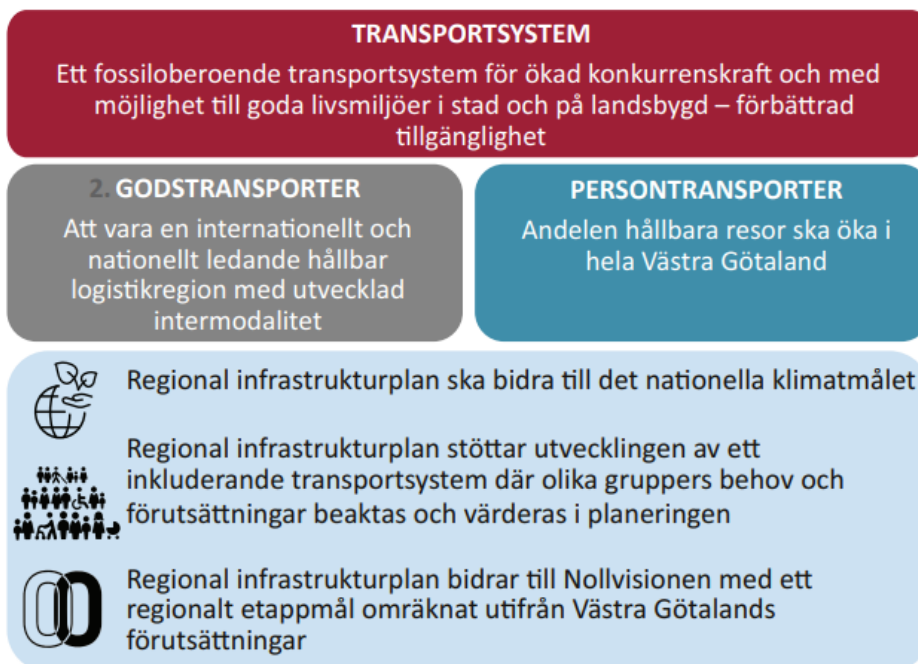 TRANSPORTSYSTEM
Ett fossiloberoende transportsystem för ökad konkurrenskraft och med
möjlighet till goda livsmiljöer i stad och på landsbygd – förbättrad
tillgänglighet
2. GODSTRANSPORTER
Att vara en internationellt och
nationellt ledande hållbar
logistikregion med utvecklad
intermodalitet
PERSONTRANSPORTER
Andelen hållbara resor ska öka i
hela Västra Götaland
Regional infrastrukturplan ska bidra till det nationella klimatmålet
Regional infrastrukturplan stöttar utvecklingen av ett
inkluderande transportsystem där olika gruppers behov och
förutsättningar beaktas och värderas i planeringen
Regional infrastrukturplan bidrar till Nollvisionen med ett
regionalt etappmål omräknat utifrån Västra Götalands
förutsättningar